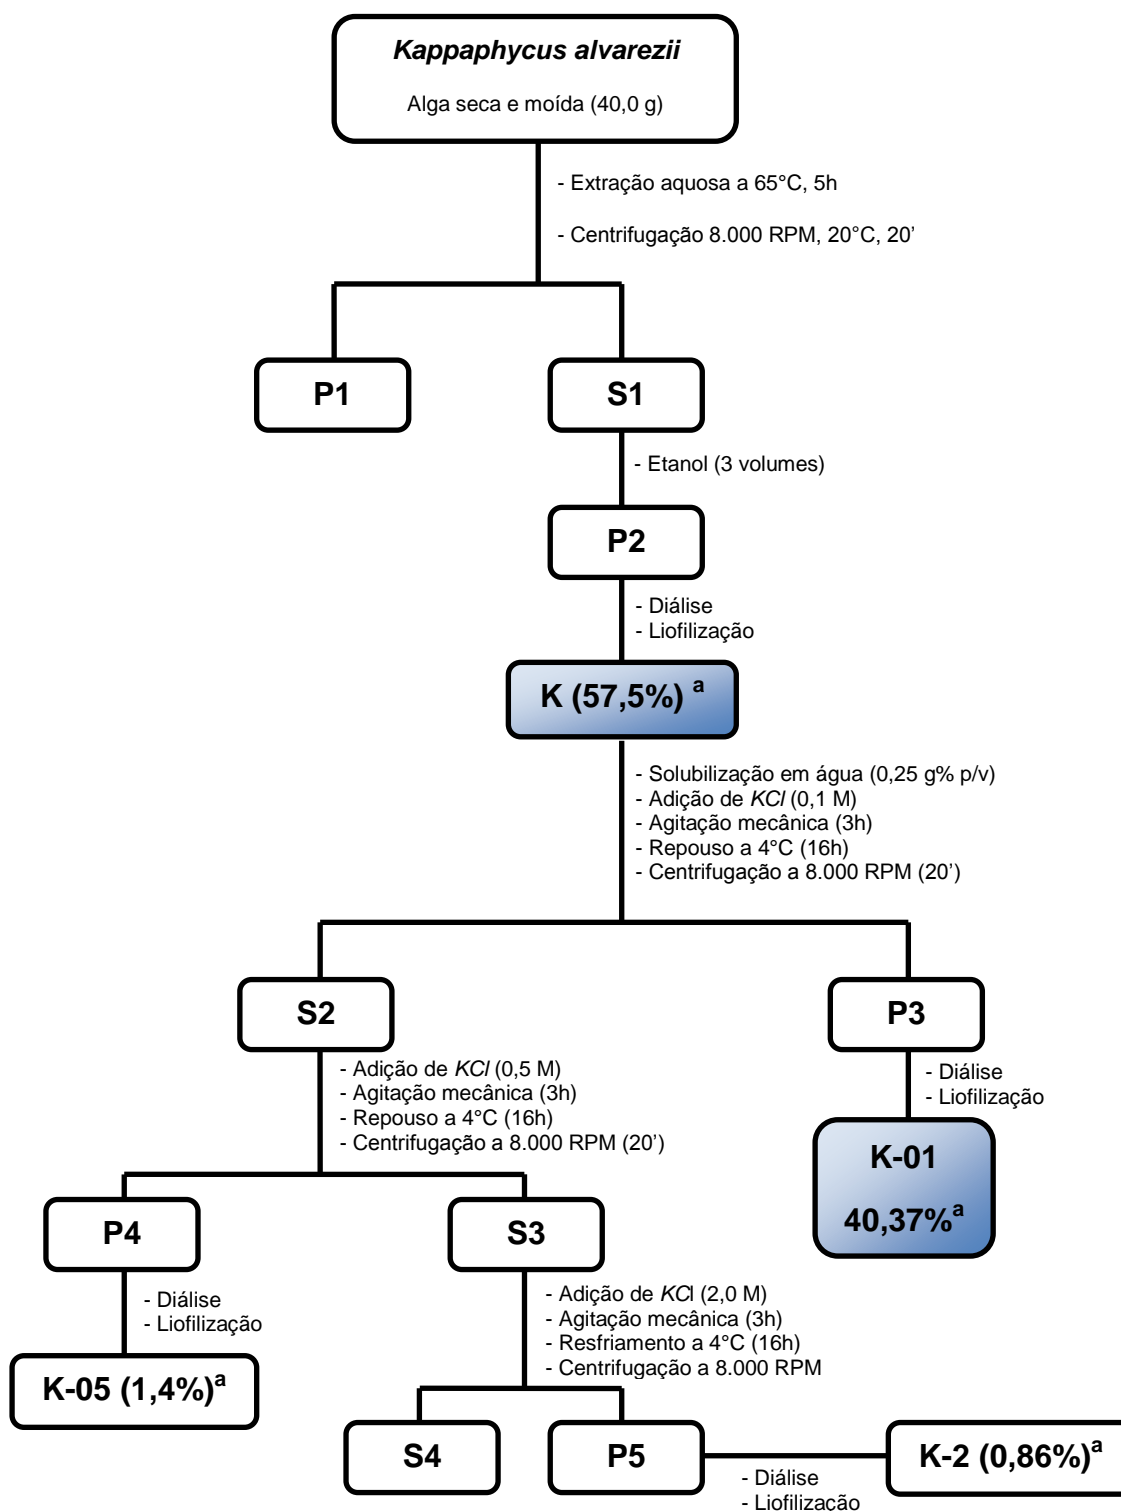 Kappaphycus alvarezii
Alga seca e moída (40,0 g)
- Extração aquosa a 65°C, 5h
- Centrifugação 8.000 RPM, 20°C, 20’
P1
S1
- Etanol (3 volumes)
P2
- Diálise
- Liofilização
K (57,5%) a
- Solubilização em água (0,25 g% p/v)
- Adição de KCl (0,1 M)
- Agitação mecânica (3h)
- Repouso a 4°C (16h)
- Centrifugação a 8.000 RPM (20’)
S2
P3
- Adição de KCl (0,5 M)
- Agitação mecânica (3h)
- Repouso a 4°C (16h)
- Centrifugação a 8.000 RPM (20’)
- Diálise
- Liofilização
K-01
40,37%a
P4
S3
- Diálise
- Liofilização
- Adição de KCl (2,0 M)
- Agitação mecânica (3h)
- Resfriamento a 4°C (16h)
- Centrifugação a 8.000 RPM
K-05 (1,4%)a
S4
P5
K-2 (0,86%)a
- Diálise
- Liofilização